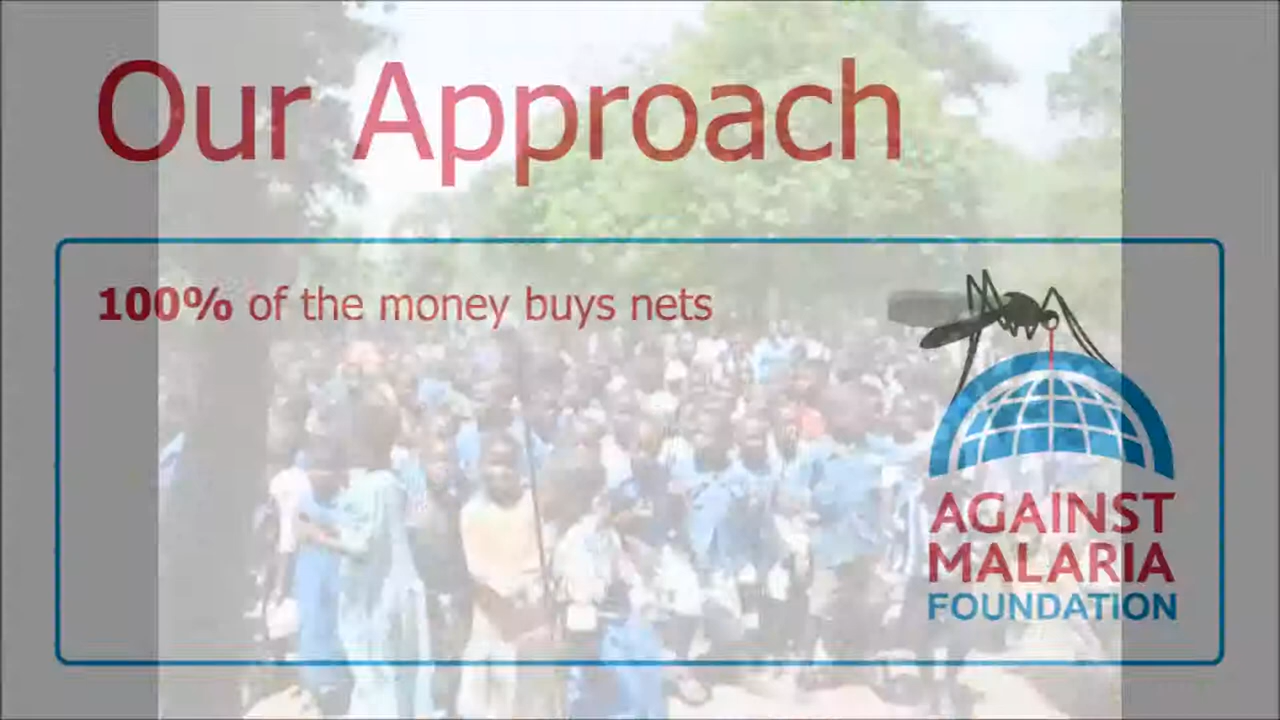 Our Approach
100% of the money buys nets
AGAINST
MALARIA
FOUNDATION